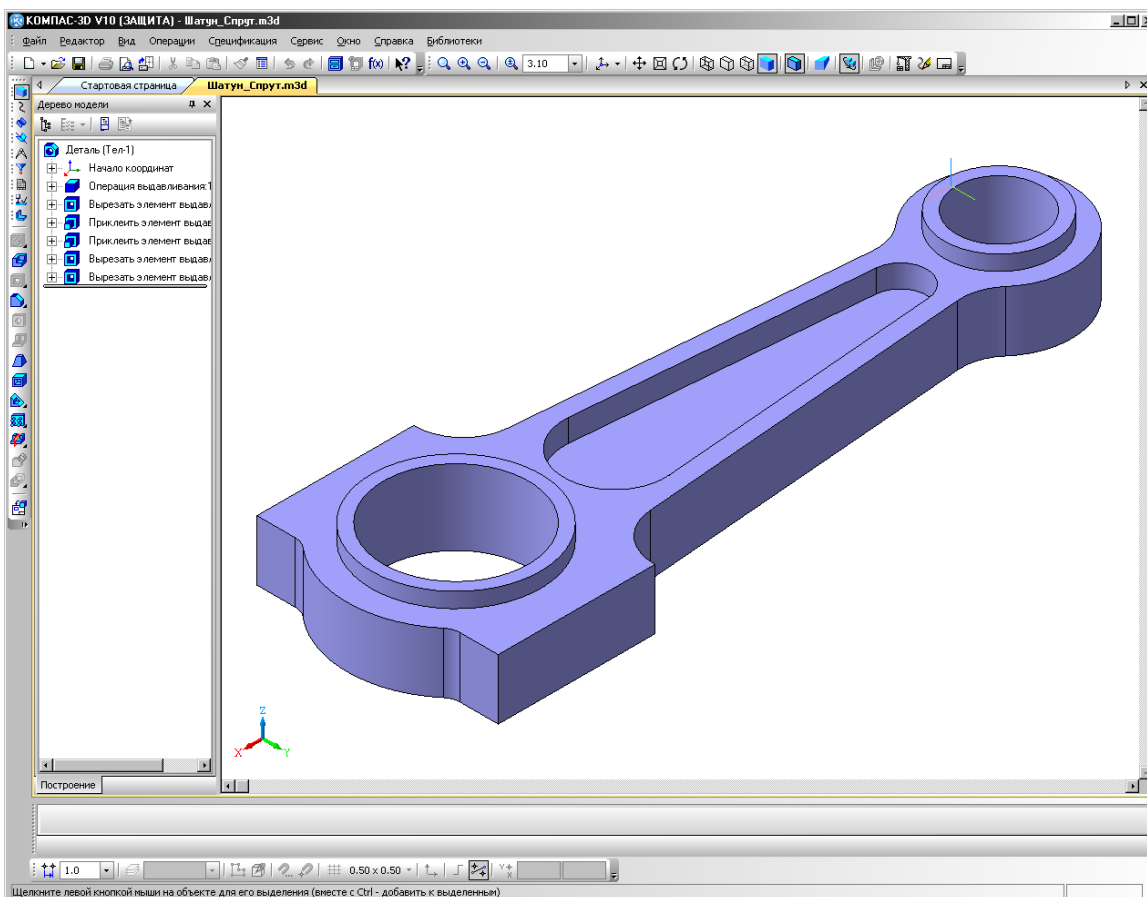 КОМПАС-3D V10 (ЗАЩИТА) - Шатун_Спрут.m3d
Файл Редактор Вид Операции Спецификация Сервис Окно Справка Библиотеки
f(x) 3.10
Стартовая страница Шатун_Спрут.m3d
Дерево модели
Деталь (Тел-1)
Начало координат
Операция выдавливания:1
Вырезать элемент выдав
Приклеить элемент выдав
Приклеить элемент выдав
Вырезать элемент выдав
Вырезать элемент выдав
Z
X Y
Построение
1.0 0.50 x 0.50 Y X
Щелкните левой кнопкой мыши на объекте для его выделения (вместе с Ctrl - добавить к выделенным)